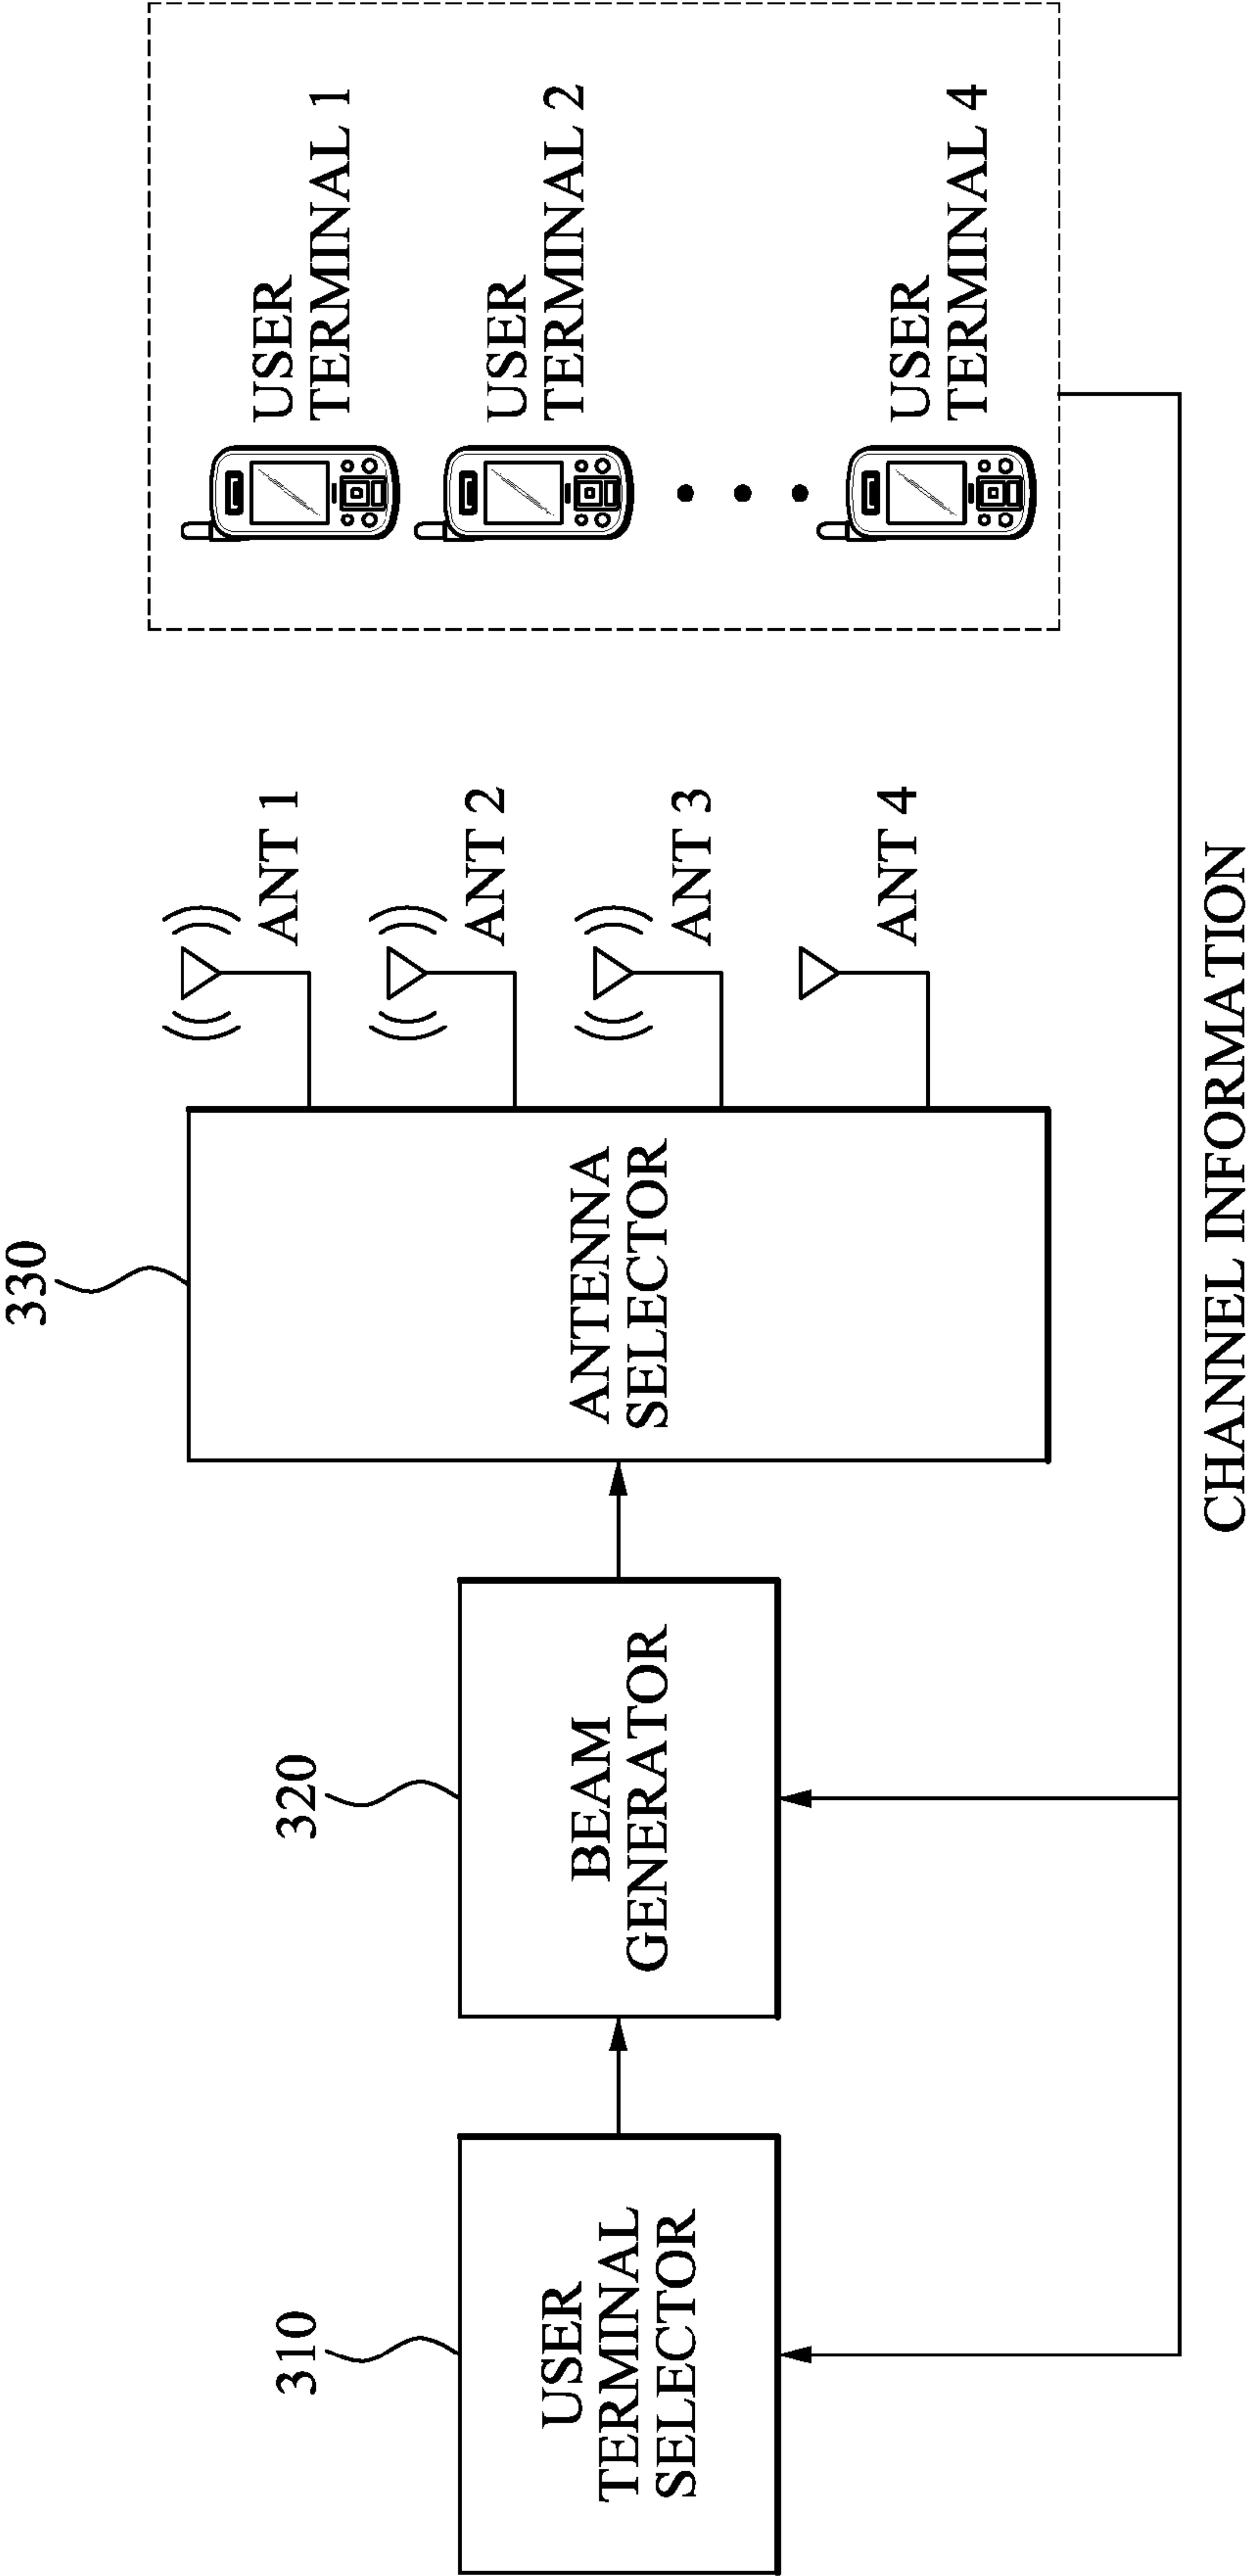 310
USER
TERMINAL
SELECTOR
320
BEAM
GENERATOR
330
ANTENNA
SELECTOR
ANT 1
ANT 2
ANT 3
ANT 4
USER
TERMINAL 1
USER
TERMINAL 2
USER
TERMINAL 4
CHANNEL INFORMATION